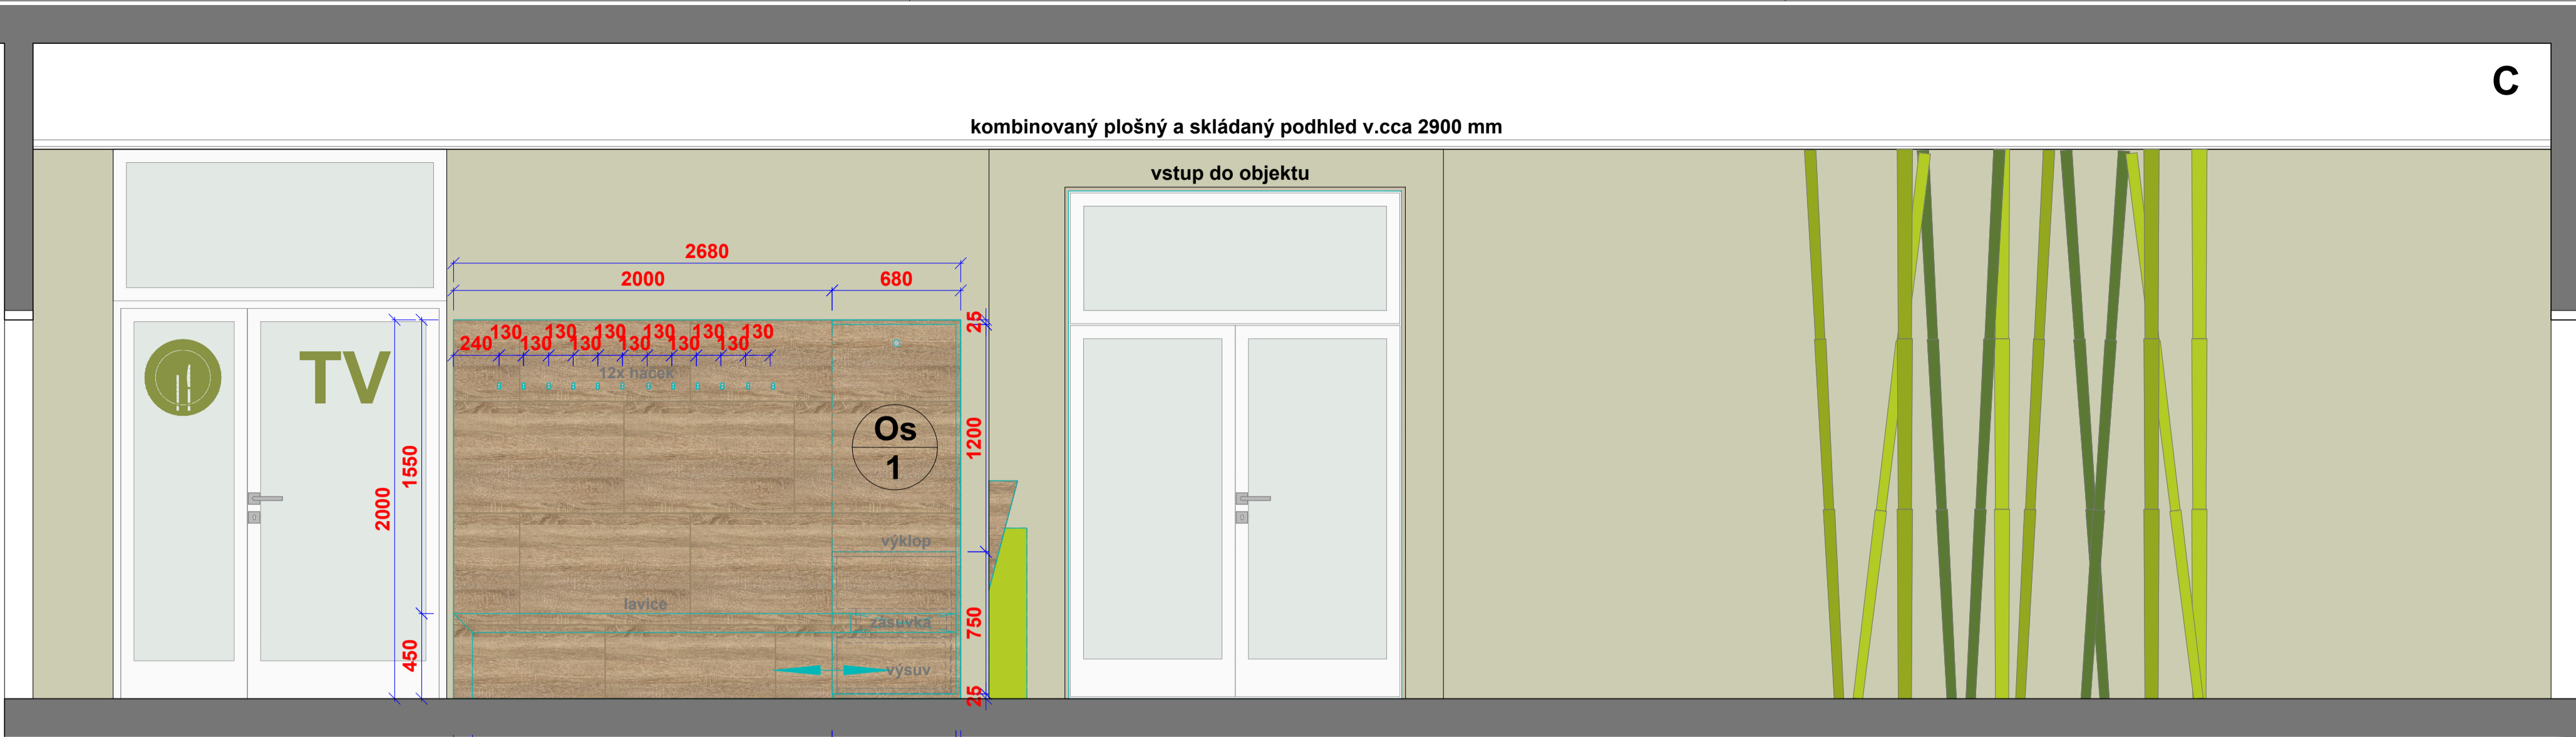 C
kombinovaný plošný a skládaný podhled v.cca 2900 mm
vstup do objektu
2680
2000 680
130 130 130 130 130 130
240 130 130 130 130 130
25
12x háček
TV
Os
1
1200
1550
2000
výklop
lavice
zásuvka
750
450
výsuv
25